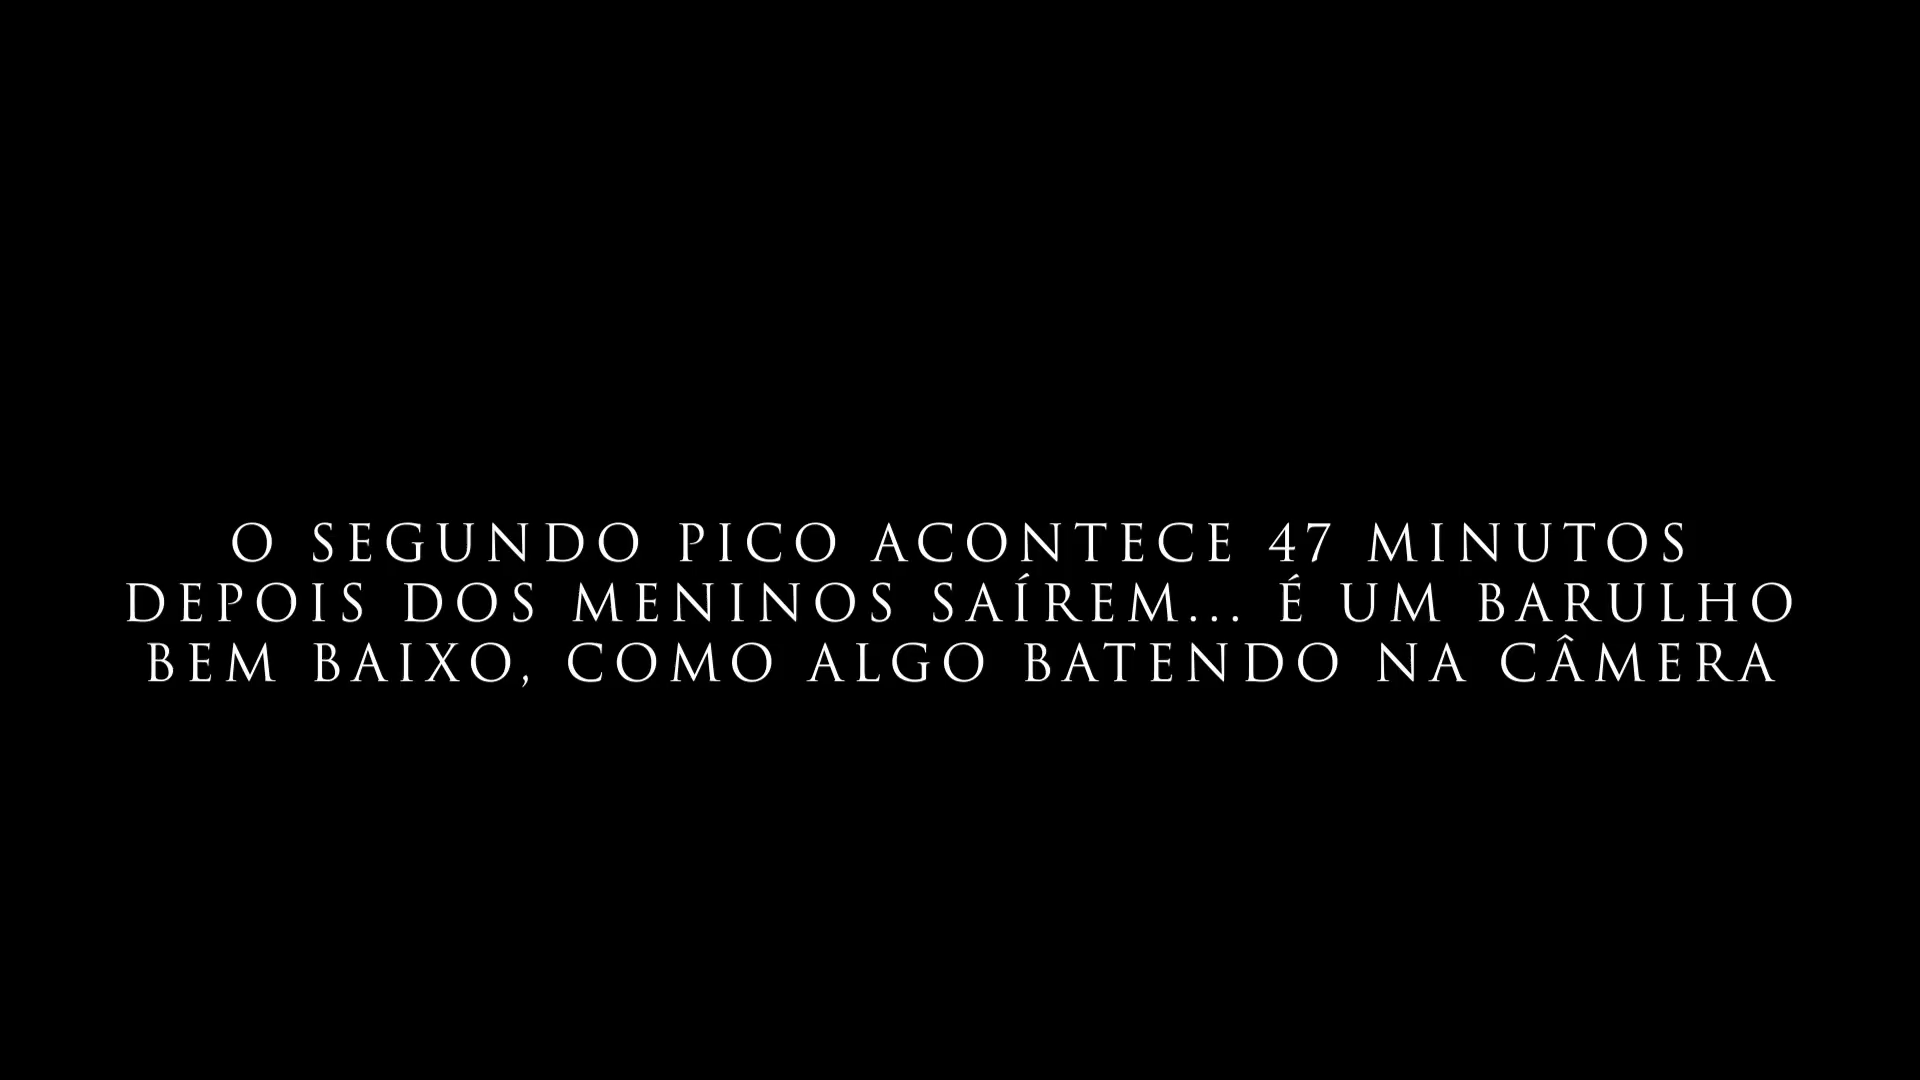 O SEGUNDO PICO ACONTECE 47 MINUTOS
DEPOIS DOS MENINOS SAÍREM... É UM BARULHO
BEM BAIXO, COMO ALGO BATENDO NA CÂMERA